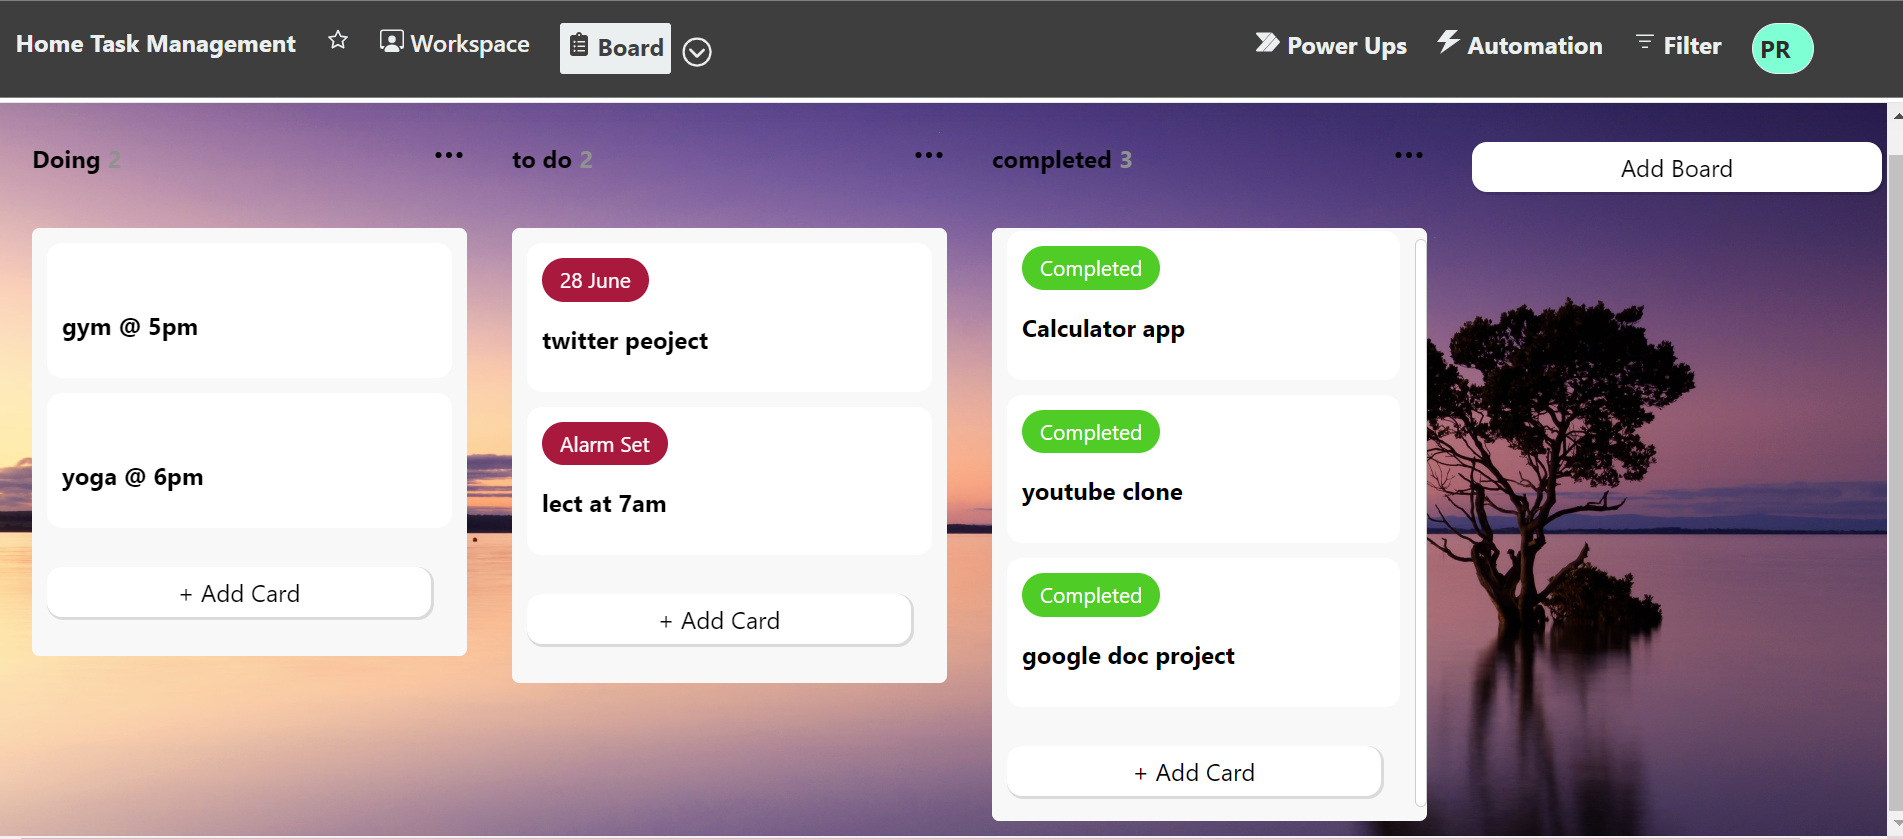 Home Task Management
Workspace
Board
Power Ups
Automation
Filter
PR
Doing 2
gym @ 5pm
yoga @ 6pm
+ Add Card
to do 2
28 June
twitter peoject
Alarm Set
lect at 7am
+ Add Card
completed 3
Completed
Calculator app
Completed
youtube clone
Completed
google doc project
+ Add Card
Add Board